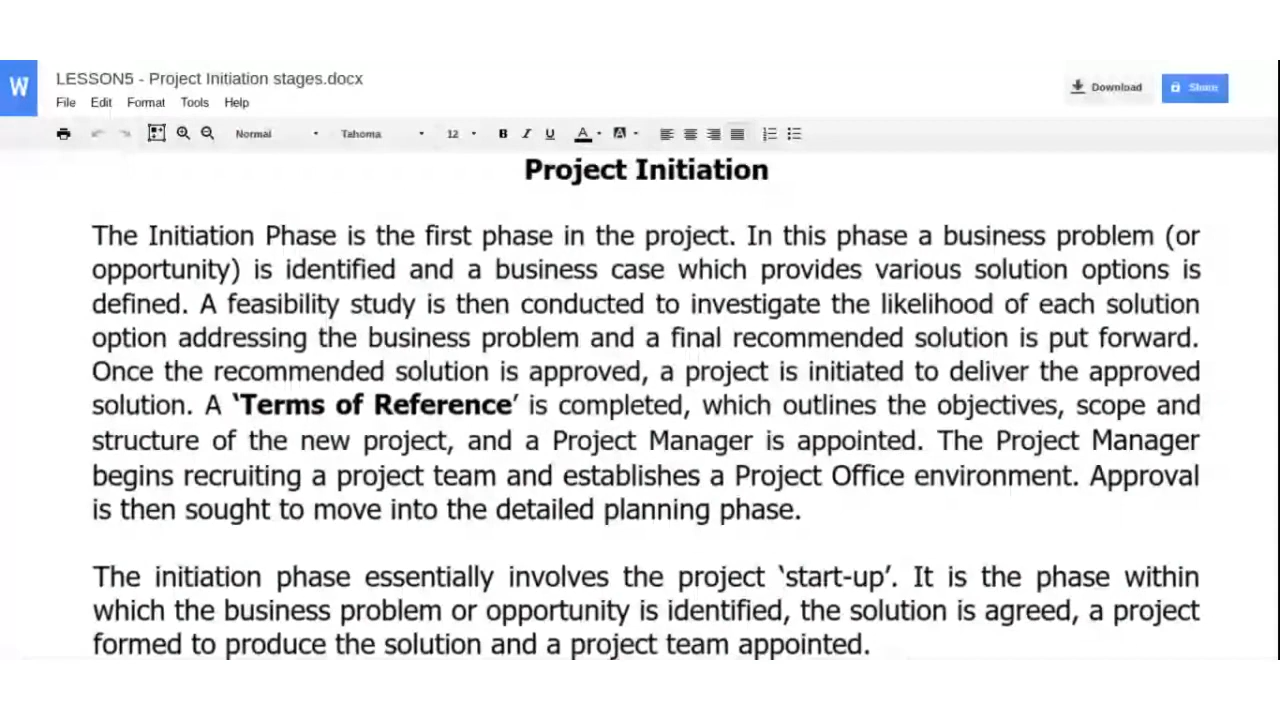 W
LESSON5 - Project Initiation stages.docx
File Edit Format Tools Help
Download
Share
Normal Tahoma 12 B I U A A
Project Initiation
The Initiation Phase is the first phase in the project. In this phase a business problem (or
opportunity) is identified and a business case which provides various solution options is
defined. A feasibility study is then conducted to investigate the likelihood of each solution
option addressing the business problem and a final recommended solution is put forward.
Once the recommended solution is approved, a project is initiated to deliver the approved
solution. A ‘Terms of Reference’ is completed, which outlines the objectives, scope and
structure of the new project, and a Project Manager is appointed. The Project Manager
begins recruiting a project team and establishes a Project Office environment. Approval
is then sought to move into the detailed planning phase.
The initiation phase essentially involves the project ‘start-up’. It is the phase within
which the business problem or opportunity is identified, the solution is agreed, a project
formed to produce the solution and a project team appointed.